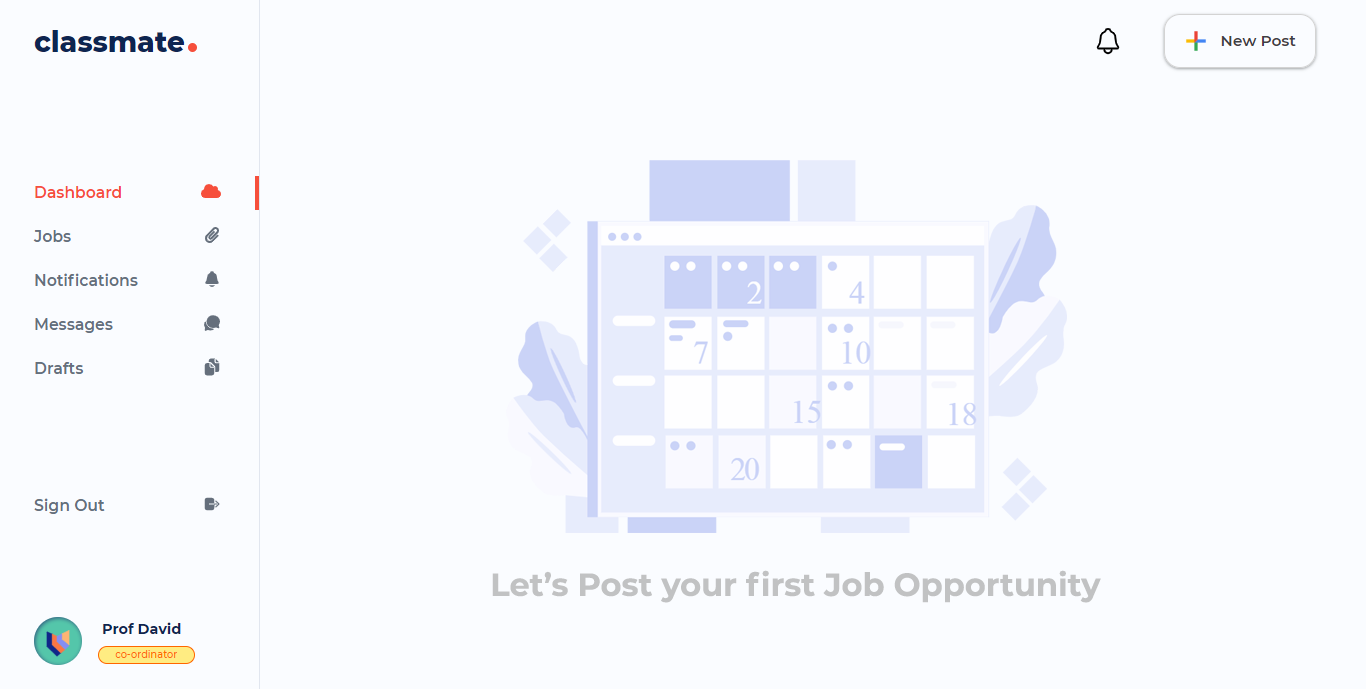 classmate.
New Post
Dashboard
Jobs
Notifications
Messages
Drafts
Sign Out
Prof David
co-ordinator
2
4
7
10
15
18
20
Let’s Post your first Job Opportunity